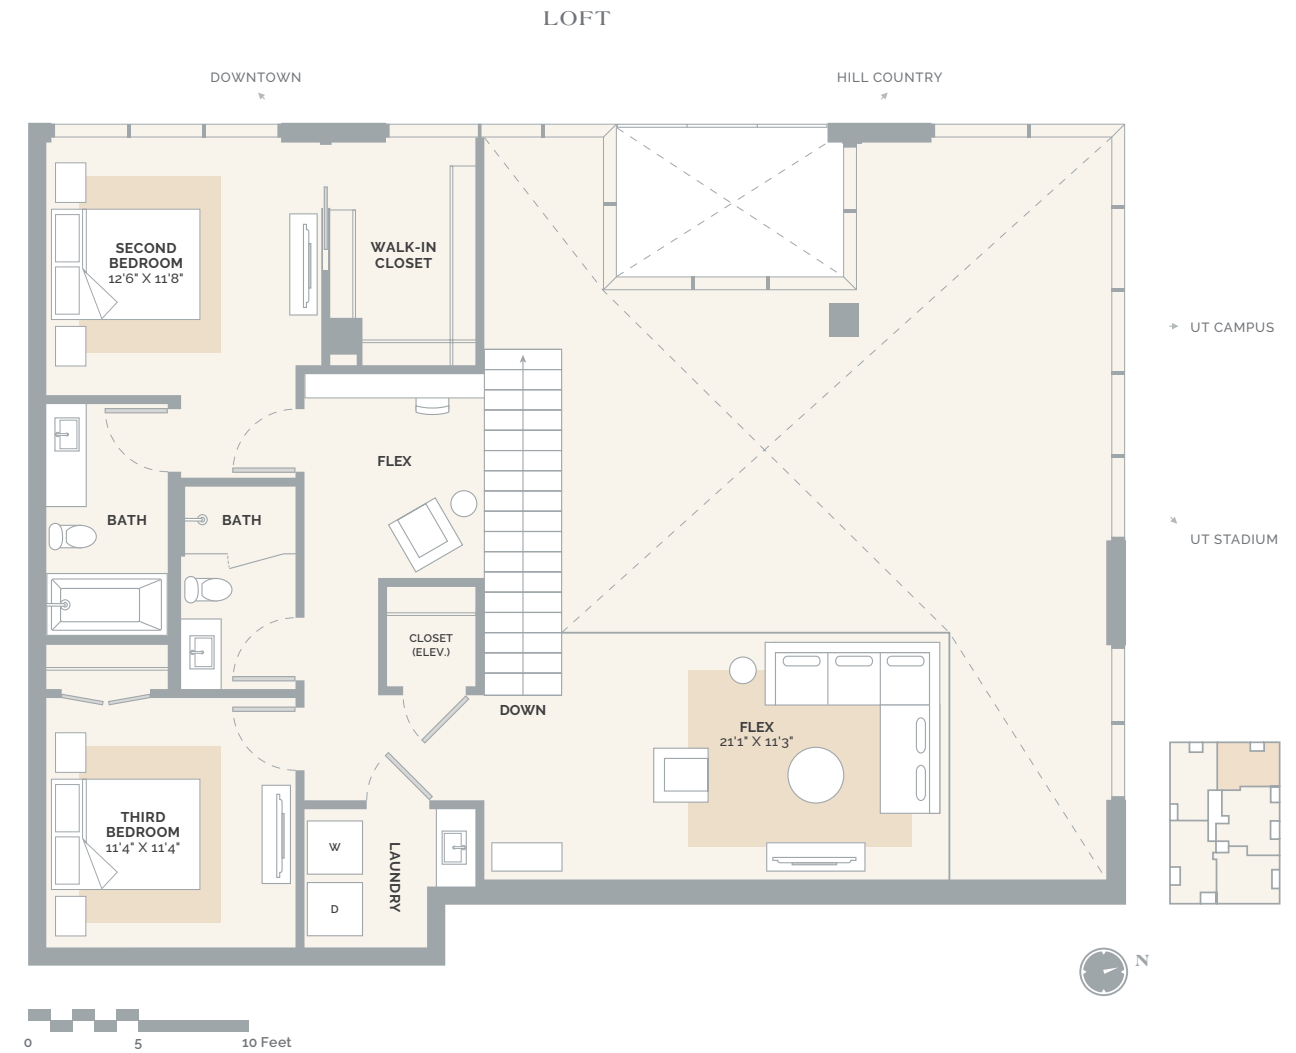 LOFT
DOWNTOWN
HILL COUNTRY
SECOND
BEDROOM
12'6" X 11'8"
WALK-IN
CLOSET
UT CAMPUS
FLEX
BATH
BATH
UT STADIUM
CLOSET
(ELEV.)
DOWN
FLEX
21'1" X 11'3"
THIRD
BEDROOM
11'4" X 11'4"
W
D
LAUNDRY
N
0
5
10 Feet